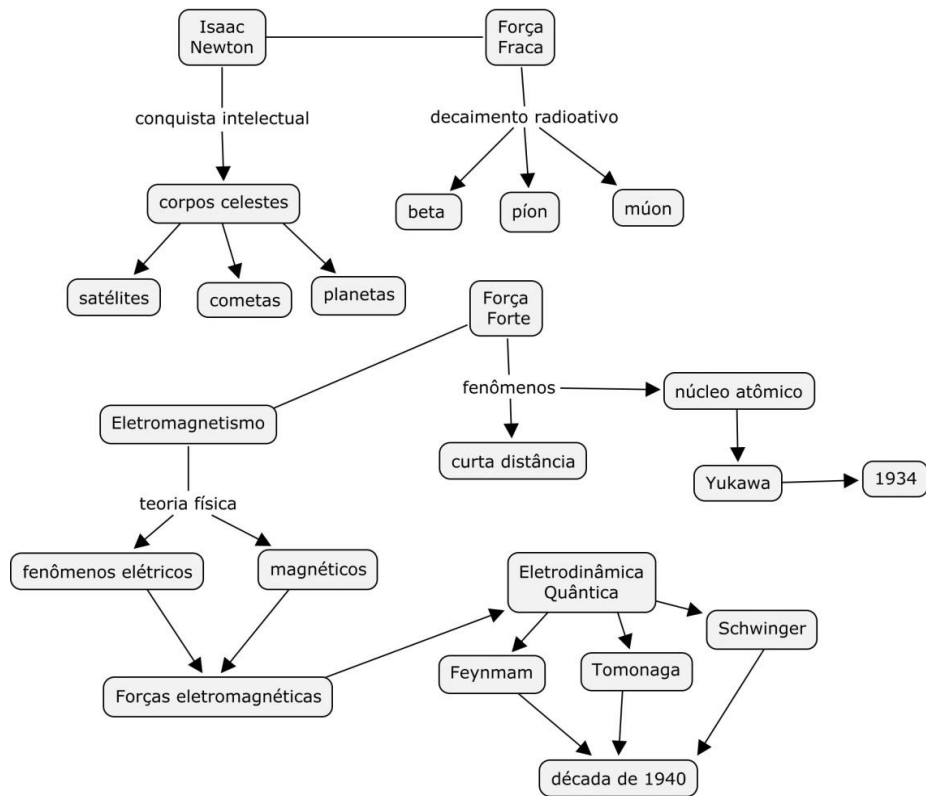 Isaac
Newton
Força
Fraca
conquista intelectual
decaimento radioativo
corpos celestes
beta
píon
múon
satélites
cometas
planetas
Força
Forte
fenômenos
núcleo atômico
Eletromagnetismo
curta distância
Yukawa
1934
teoria física
fenômenos elétricos
magnéticos
Eletrodinâmica
Quântica
Schwinger
Feynmam
Tomonaga
Forças eletromagnéticas
década de 1940